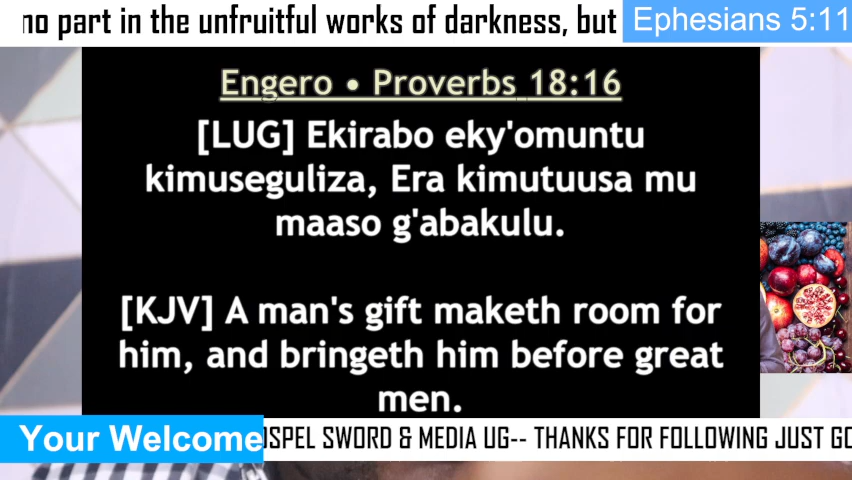 no part in the unfruitful works of darkness, but
Ephesians 5:11
Engero • Proverbs 18:16
[LUG] Ekirabo eky'omuntu
kimuseguliza, Era kimutuusa mu
maaso g'abakulu.
[KJV] A man's gift maketh room for
him, and bringeth him before great
men.
Your Welcome
SWORD & MEDIA UG-- THANKS FOR FOLLOWING JUST